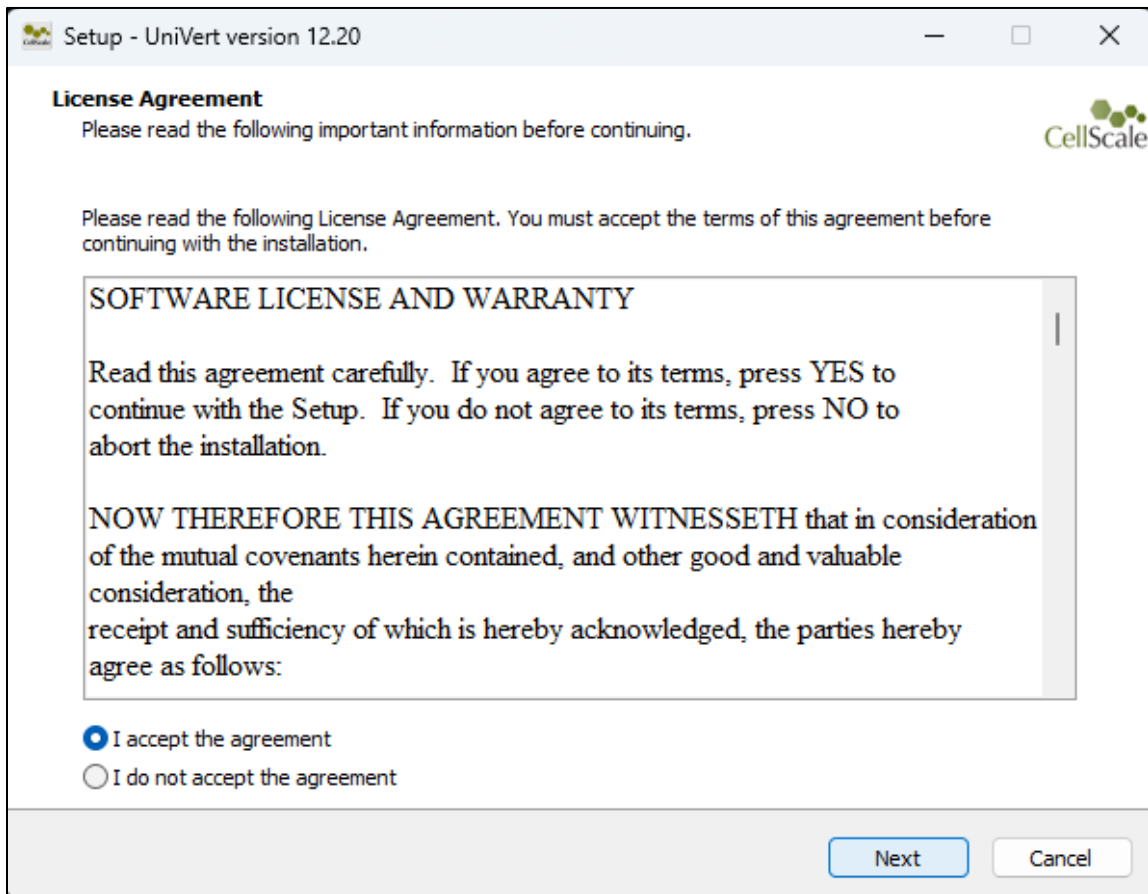 Setup - UniVert version 12.20
License Agreement
Please read the following important information before continuing.
CellScale
Please read the following License Agreement. You must accept the terms of this agreement before
continuing with the installation.
SOFTWARE LICENSE AND WARRANTY
Read this agreement carefully.  If you agree to its terms, press YES to
continue with the Setup.  If you do not agree to its terms, press NO to
abort the installation.
NOW THEREFORE THIS AGREEMENT WITNESSETH that in consideration
of the mutual covenants herein contained, and other good and valuable
consideration, the
receipt and sufficiency of which is hereby acknowledged, the parties hereby
agree as follows:
I accept the agreement
I do not accept the agreement
Next
Cancel